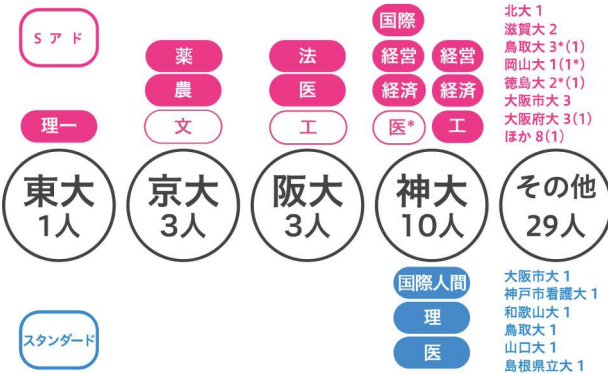 Sアド
理一
薬
農
文
法
医
工
国際
経営 経営
経済 経済
医* 工
北大 1
滋賀大 2
鳥取大 3*(1)
岡山大 1(1*)
徳島大 2*(1)
大阪市大 3
大阪府大 3(1)
ほか 8(1)
東大
1人
京大
3人
阪大
3人
神大
10人
その他
29人
スタンダード
国際人間
理
医
大阪市大 1
神戸市看護大 1
和歌山大 1
鳥取大 1
山口大 1
島根県立大 1